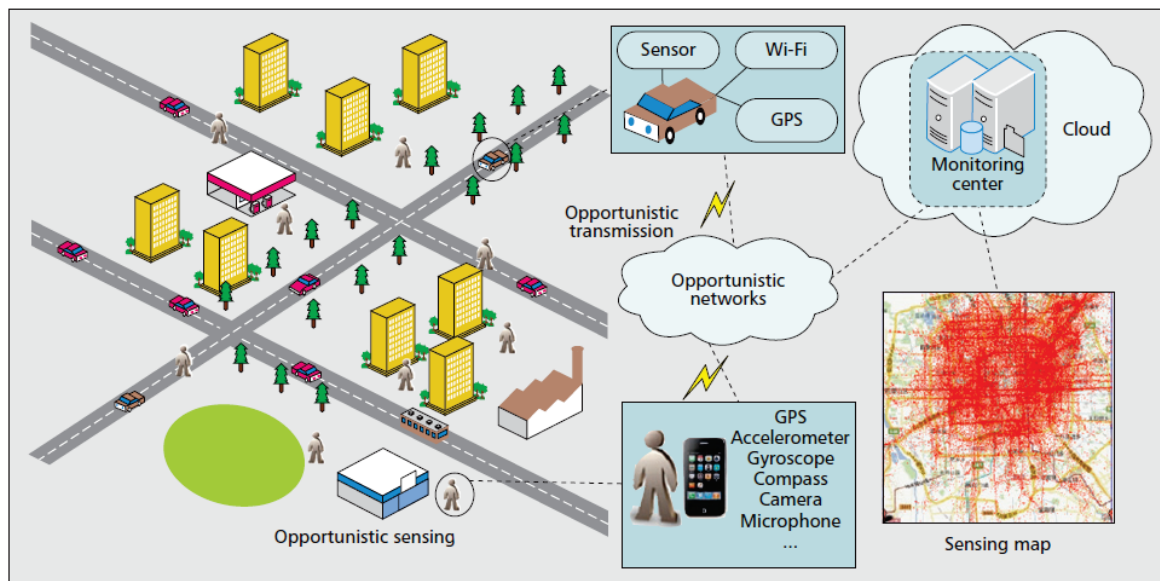 Sensor
Wi-Fi
GPS
Cloud
Monitoring
center
Opportunistic
transmission
Opportunistic
networks
GPS
Accelerometer
Gyroscope
Compass
Camera
Microphone
...
Opportunistic sensing
Sensing map